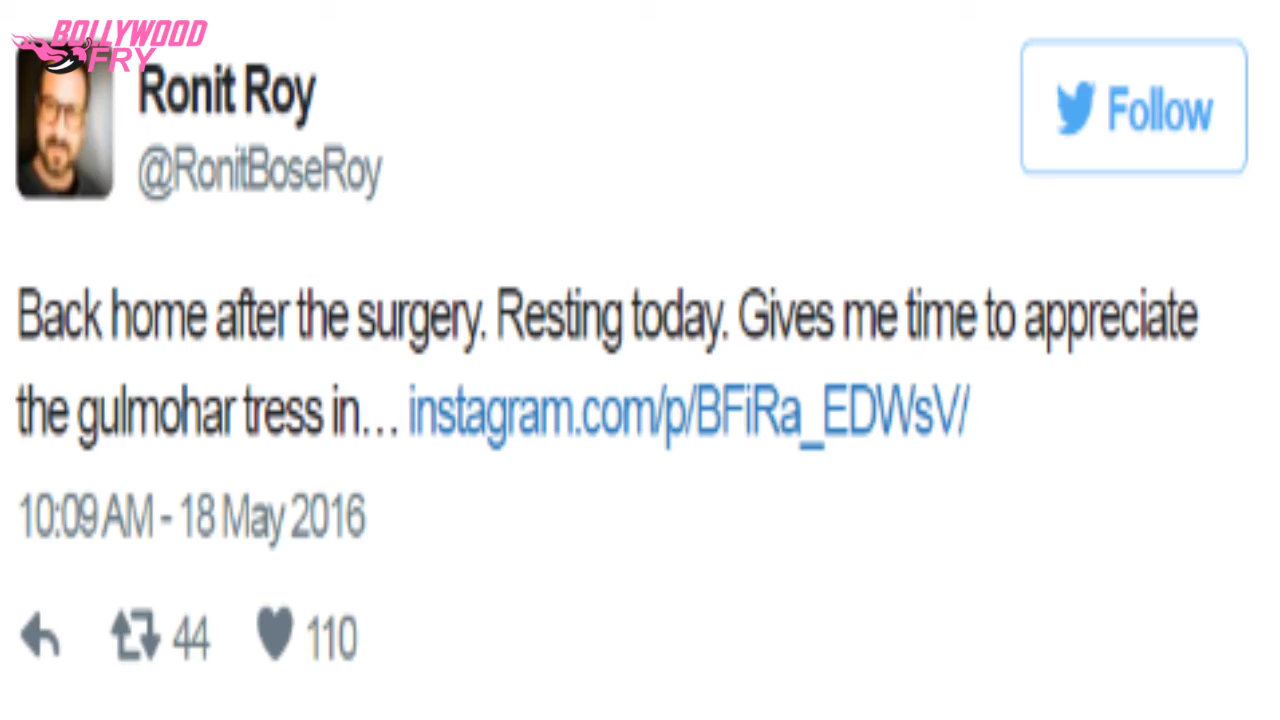 BOLLYWOOD
FRY
Ronit Roy
@RonitBoseRoy
Follow
Back home after the surgery. Resting today. Gives me time to appreciate
the gulmohar tress in... instagram.com/p/BFiRa_EDWsV/
10:09 AM - 18 May 2016
44 110